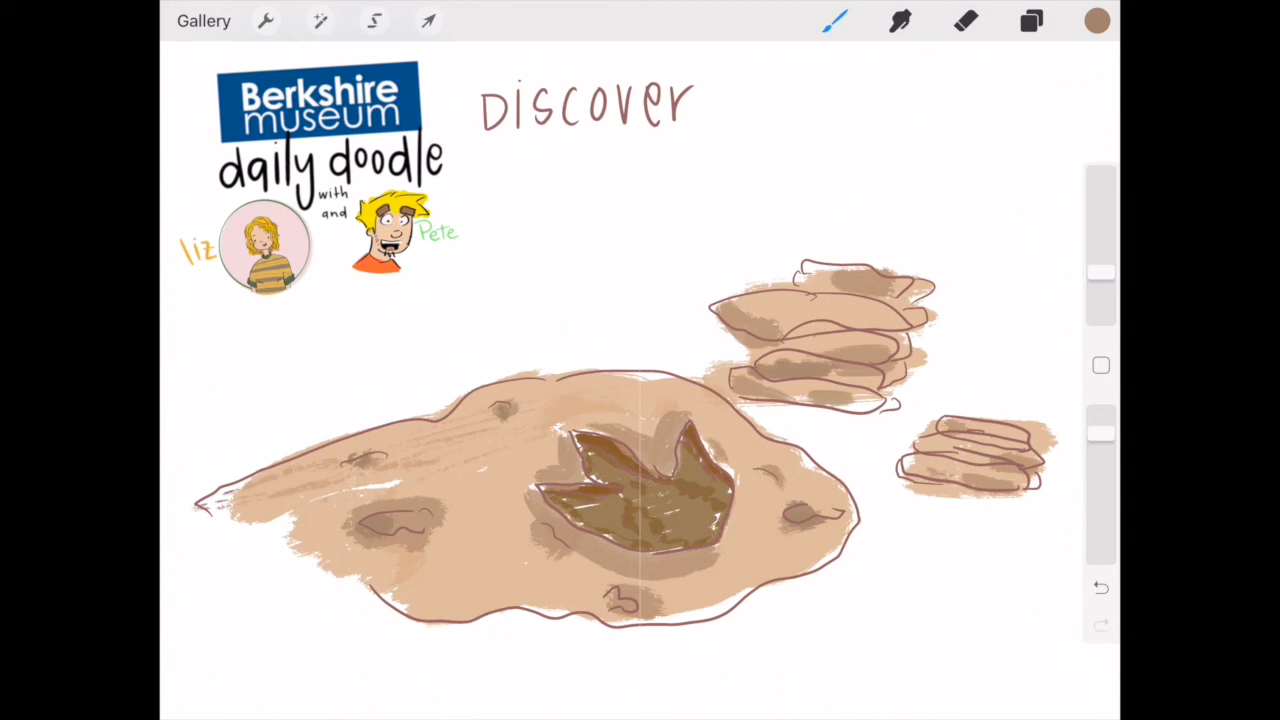 Gallery
Berkshire
museum
Discover
daily doodle
with
and
liz
Pete